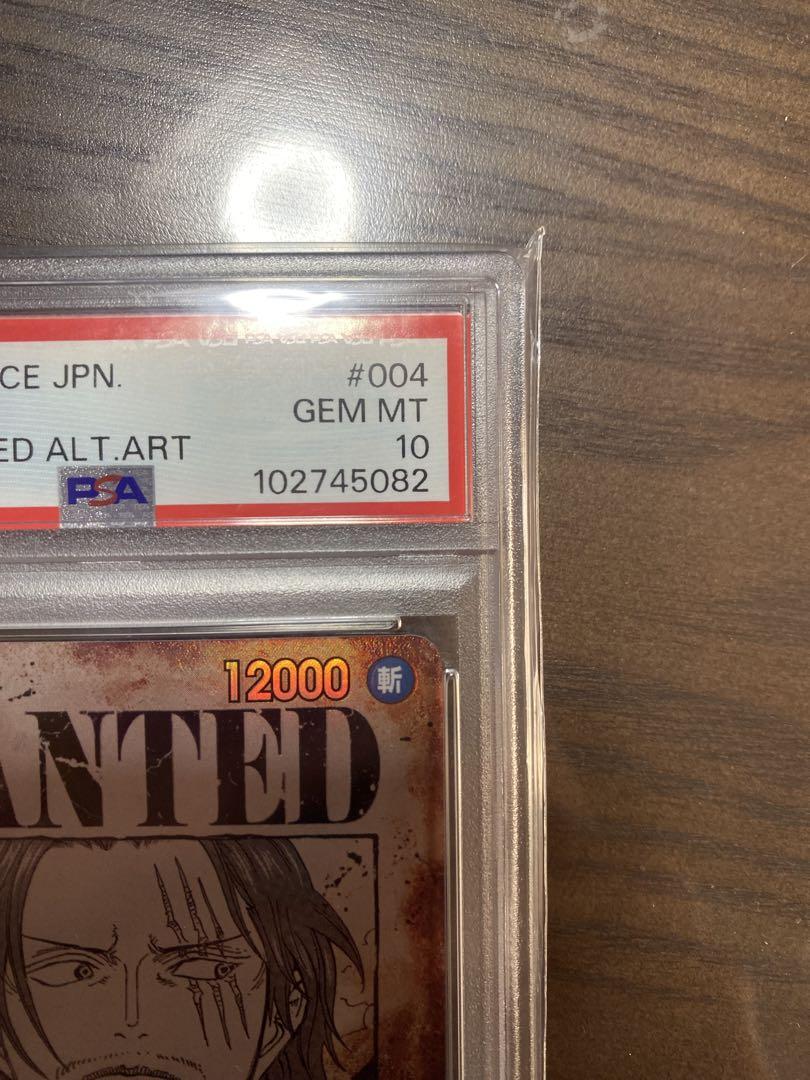 CE JPN. #004
GEM MT
ED ALT.ART 10
PSA 102745082
12000 斬
ANTED